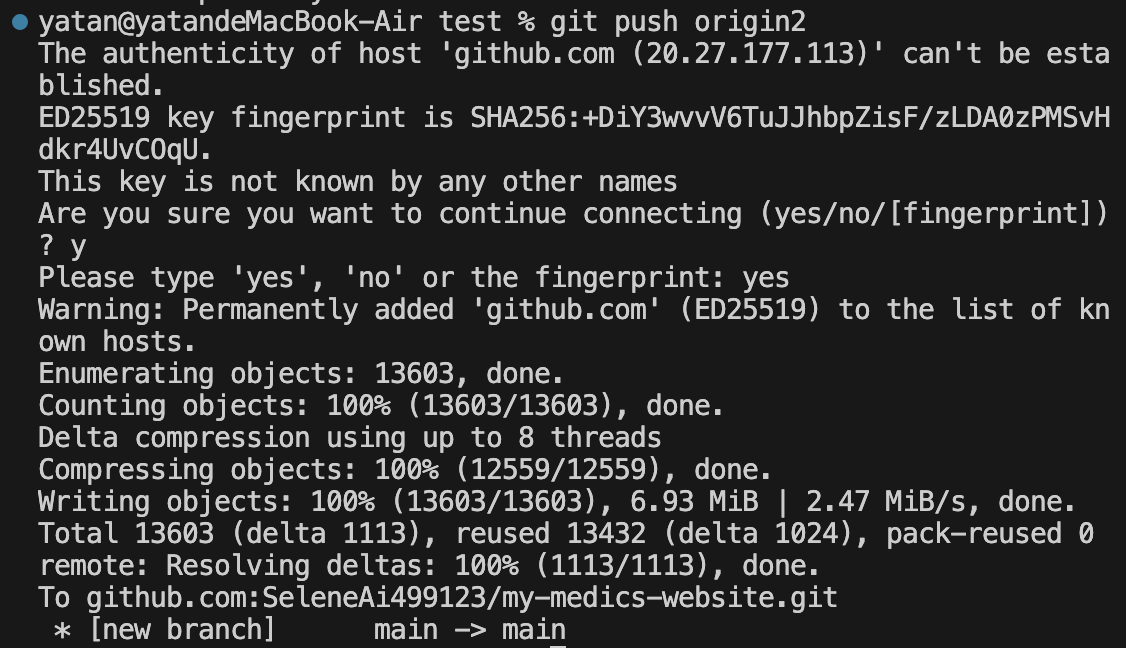 yatan@yatandeMacBook-Air test % git push origin2
The authenticity of host 'github.com (20.27.177.113)' can't be esta
blished.
ED25519 key fingerprint is SHA256:+DiY3wvvV6TuJJhbpZisF/zLDA0zPMSvH
dkr4UvCOqU.
This key is not known by any other names
Are you sure you want to continue connecting (yes/no/[fingerprint])
? y
Please type 'yes', 'no' or the fingerprint: yes
Warning: Permanently added 'github.com' (ED25519) to the list of kn
own hosts.
Enumerating objects: 13603, done.
Counting objects: 100% (13603/13603), done.
Delta compression using up to 8 threads
Compressing objects: 100% (12559/12559), done.
Writing objects: 100% (13603/13603), 6.93 MiB | 2.47 MiB/s, done.
Total 13603 (delta 1113), reused 13432 (delta 1024), pack-reused 0
remote: Resolving deltas: 100% (1113/1113), done.
To github.com:SeleneAi499123/my-medics-website.git
 * [new branch]      main -> main